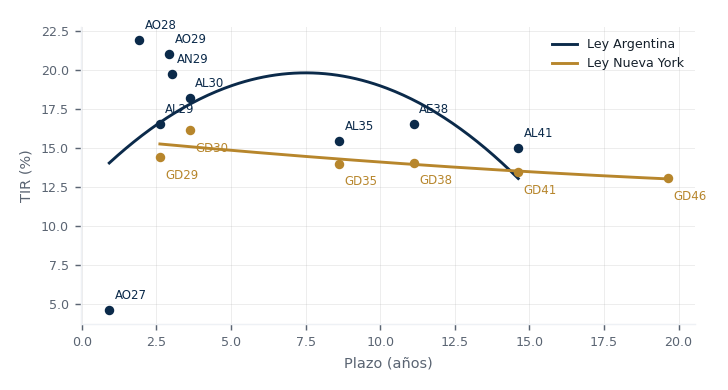 AO28
22.5
AO29
Ley Argentina
AN29
Ley Nueva York
20.0
AL30
17.5
AL29
AE38
AL35
AL41
15.0
GD30
GD29
GD35
GD38
12.5
GD41
GD46
10.0
7.5
5.0
AO27
TIR (%)
0.0 2.5 5.0 7.5 10.0 12.5 15.0 17.5 20.0
Plazo (años)